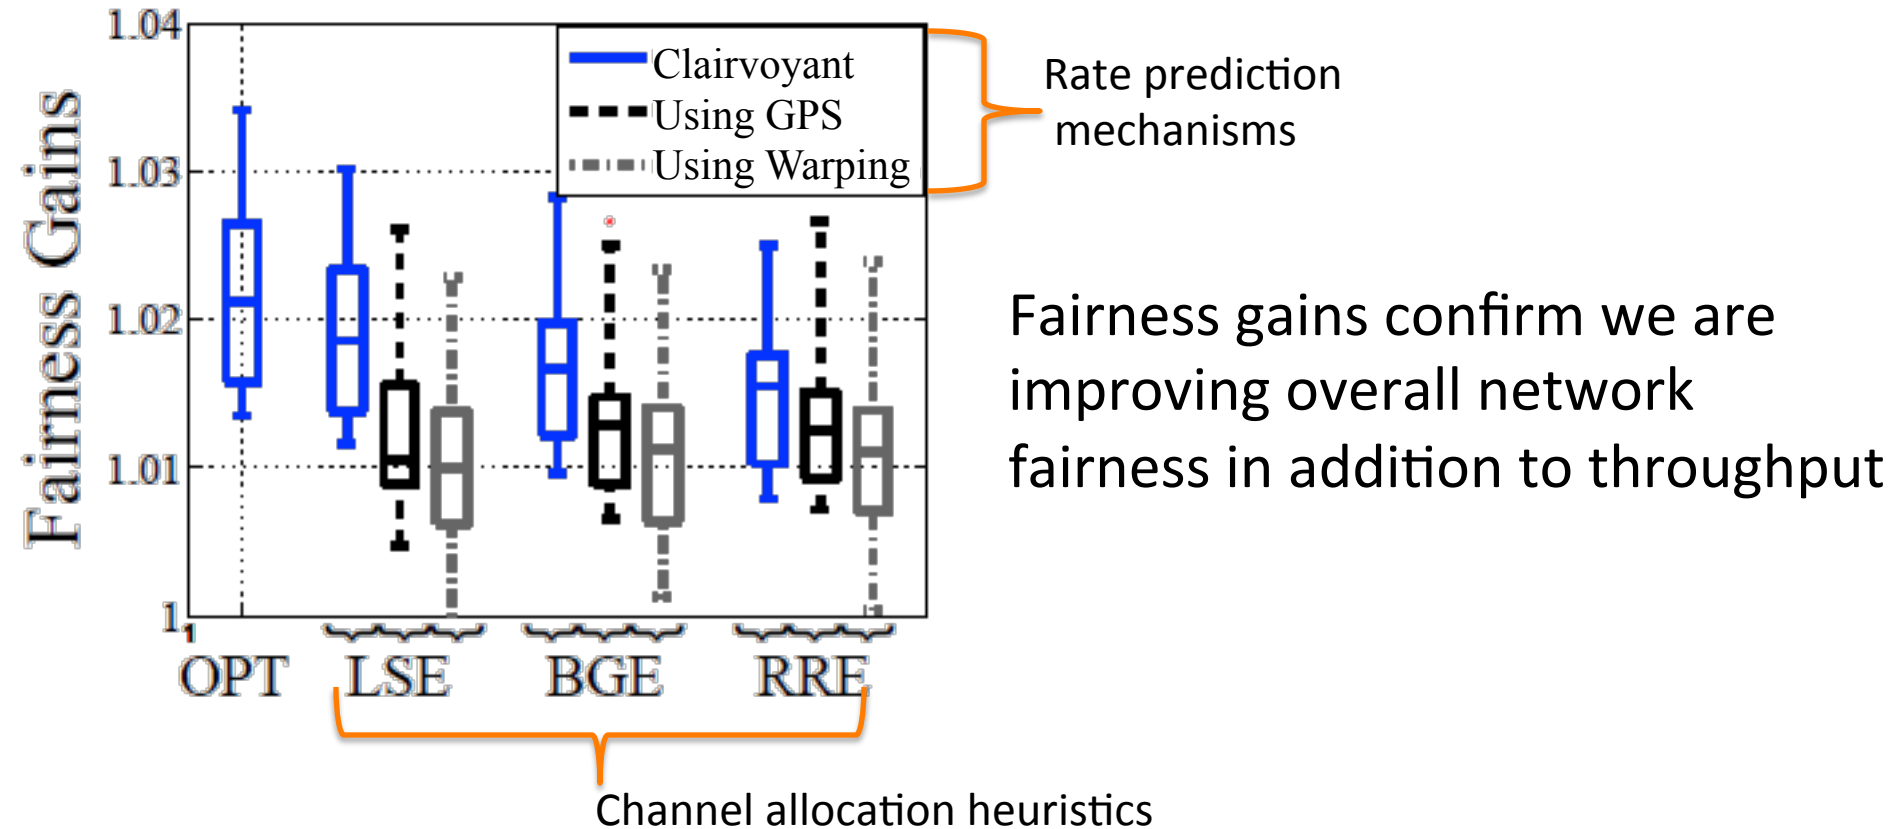 1.04
1.03
1.02
1.01
1
Fairness Gains
Clairvoyant
Using GPS
Using Warping
Rate prediction
mechanisms
Fairness gains confirm we are
improving overall network
fairness in addition to throughput
OPT LSE BGE RRE
Channel allocation heuristics